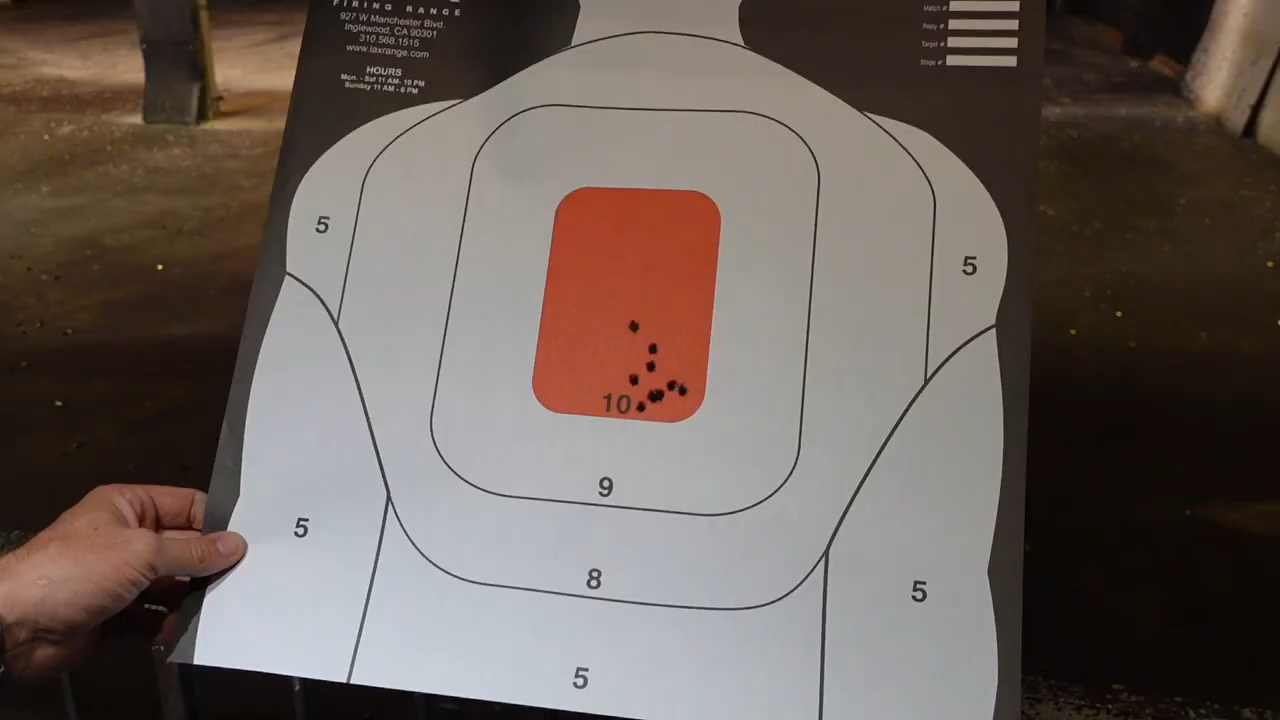 FIRING RANGE
927 W Manchester Blvd.
Inglewood, CA 90301
310.568.1515
www.laxrange.com
HOURS
Mon. - Sat 11 AM- 10 PM
Sunday 11 AM - 6 PM
Match #
Relay #
Target #
Stage #
5
5
10
9
5
8
5
5